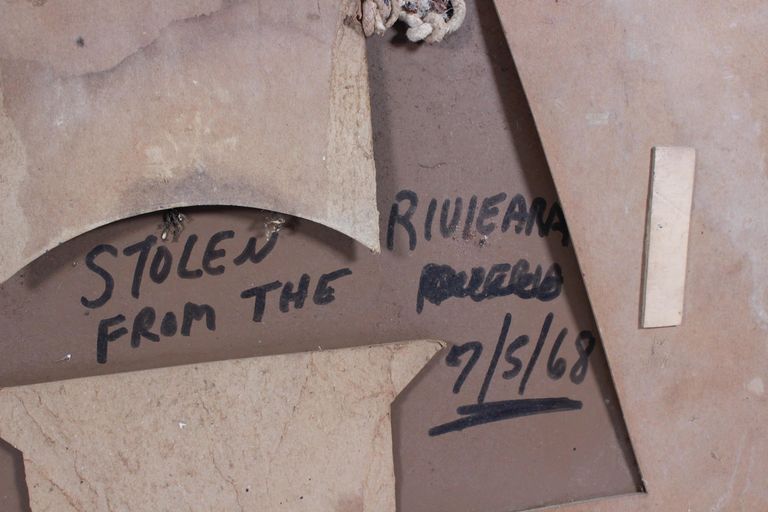 STOLEN
FROM THE
RIVIEARA
7/5/68